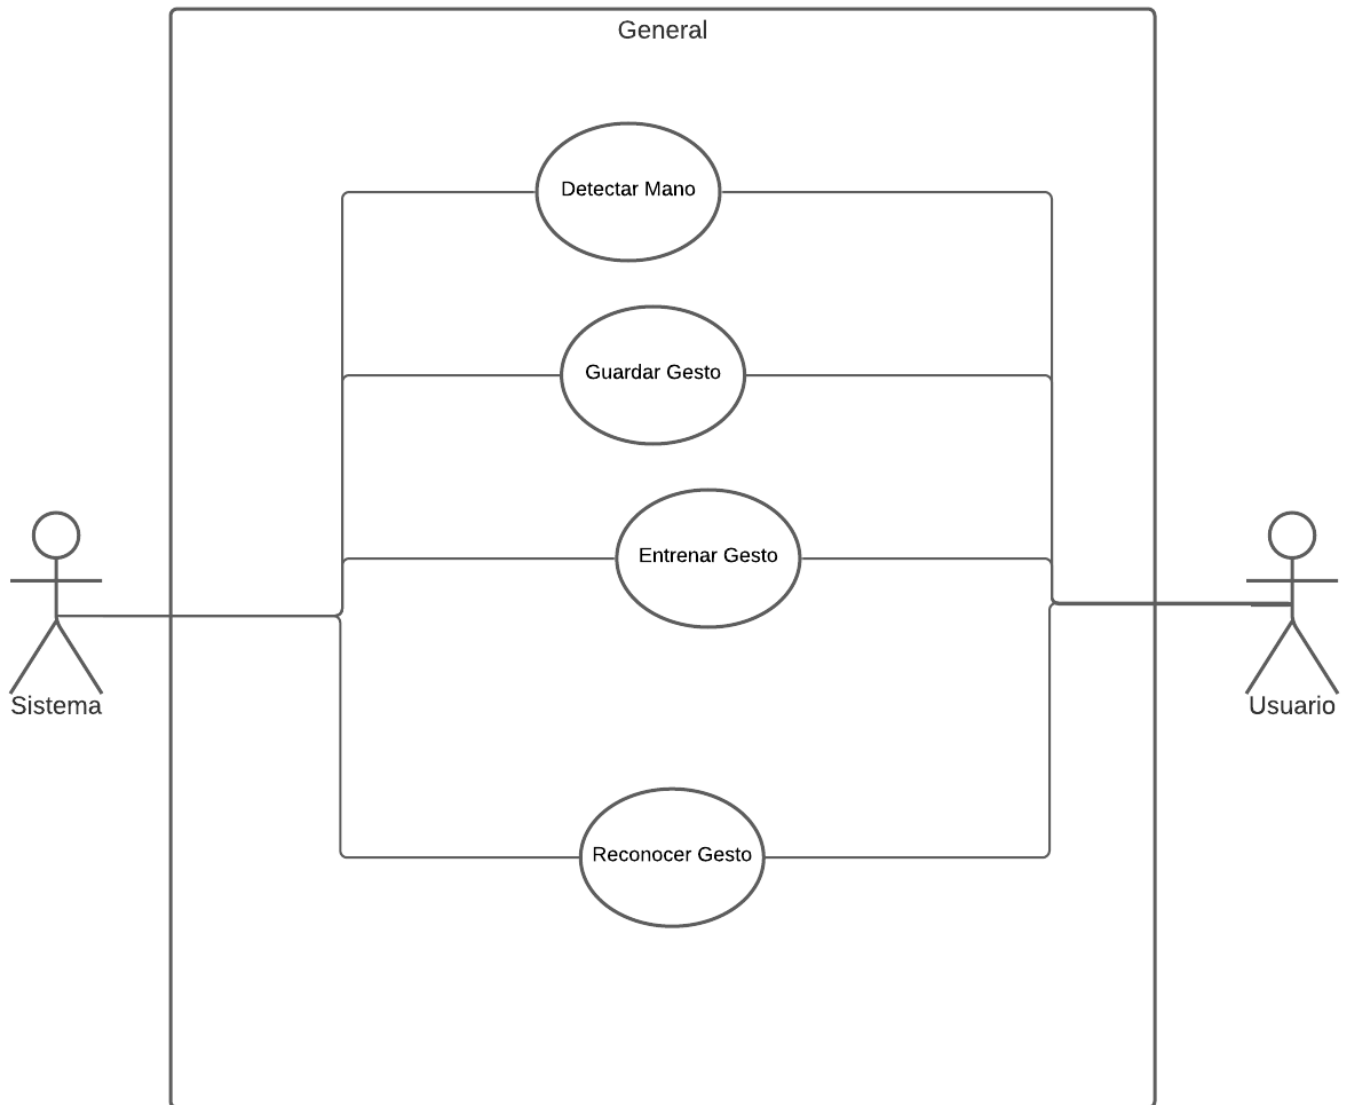 General
Detectar Mano
Guardar Gesto
Entrenar Gesto
Sistema
Usuario
Reconocer Gesto